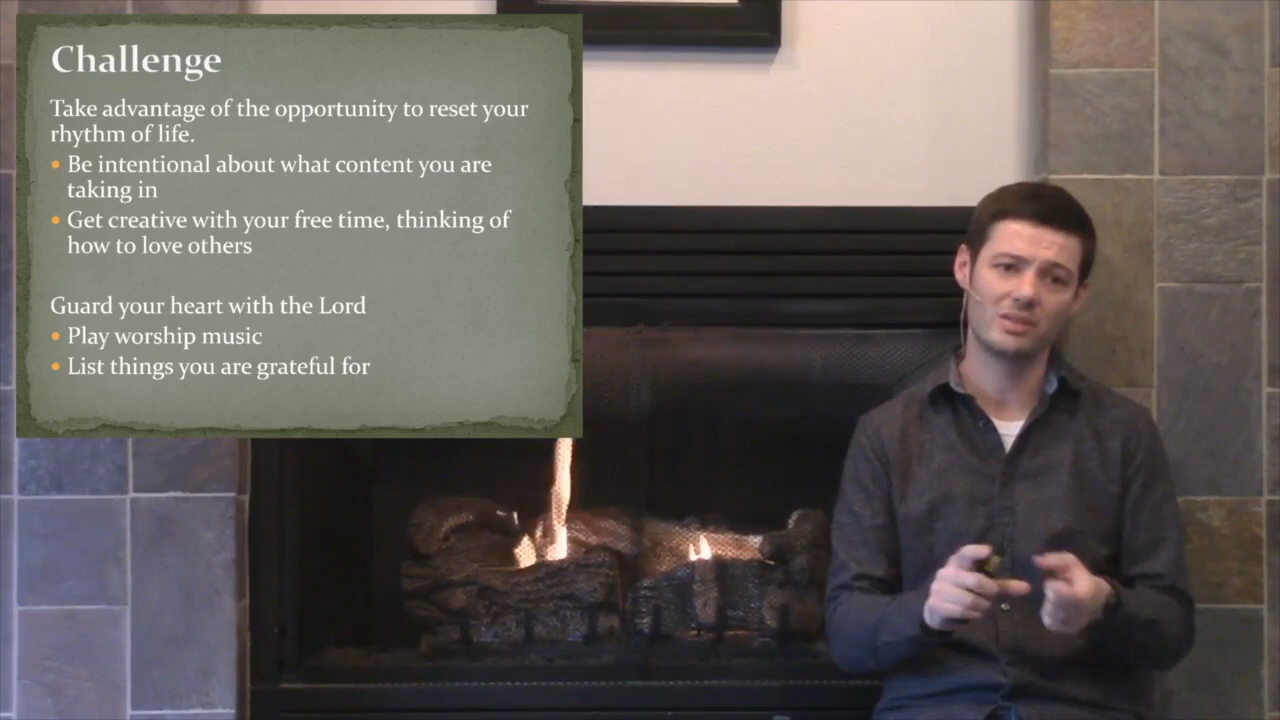 Challenge
Take advantage of the opportunity to reset your
rhythm of life.
• Be intentional about what content you are
taking in
• Get creative with your free time, thinking of
how to love others
Guard your heart with the Lord
• Play worship music
• List things you are grateful for